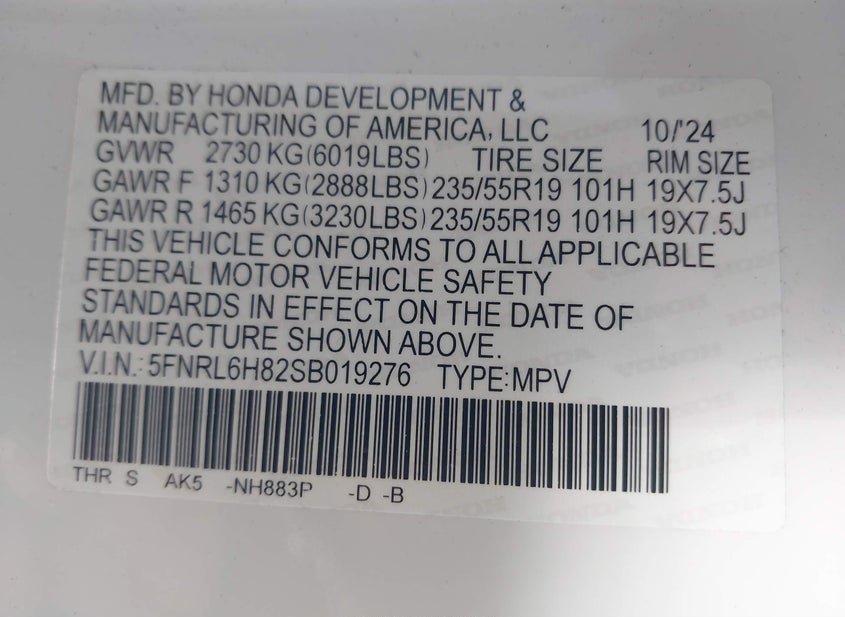 MFD. BY HONDA DEVELOPMENT &
MANUFACTURING OF AMERICA, LLC 10/'24
GVWR 2730 KG(6019LBS) TIRE SIZE RIM SIZE
GAWR F 1310 KG(2888LBS) 235/55R19 101H 19X7.5J
GAWR R 1465 KG(3230LBS) 235/55R19 101H 19X7.5J
THIS VEHICLE CONFORMS TO ALL APPLICABLE
FEDERAL MOTOR VEHICLE SAFETY
STANDARDS IN EFFECT ON THE DATE OF
MANUFACTURE SHOWN ABOVE.
V.I.N.: 5FNRL6H82SB019276 TYPE:MPV
THR S AK5 -NH883P -D -B